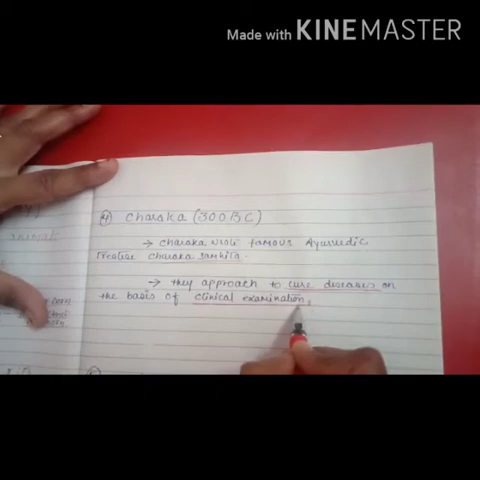 Made with KINEMASTER
④ Charaka (300 BC)
→ Charaka wrote famous Ayurvedic
Treatise Charaka Samhita.
→ they approach to cure diseases on
the basis of clinical examination.